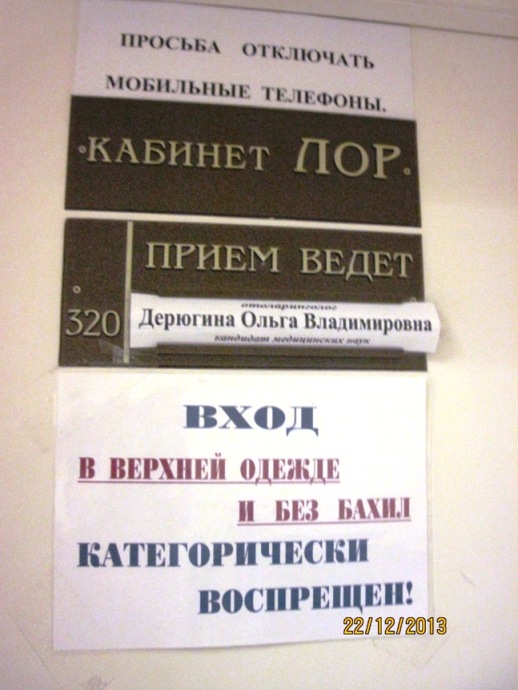 ПРОСЬБА ОТКЛЮЧАТЬ
МОБИЛЬНЫЕ ТЕЛЕФОНЫ.
КАБИНЕТ ЛОР
ПРИЕМ ВЕДЕТ
320
отоларинголог
Дерюгина Ольга Владимировна
кандидат медицинских наук
ВХОД
В ВЕРХНЕЙ ОДЕЖДЕ
И БЕЗ БАХИЛ
КАТЕГОРИЧЕСКИ
ВОСПРЕЩЕН!
22/12/2013